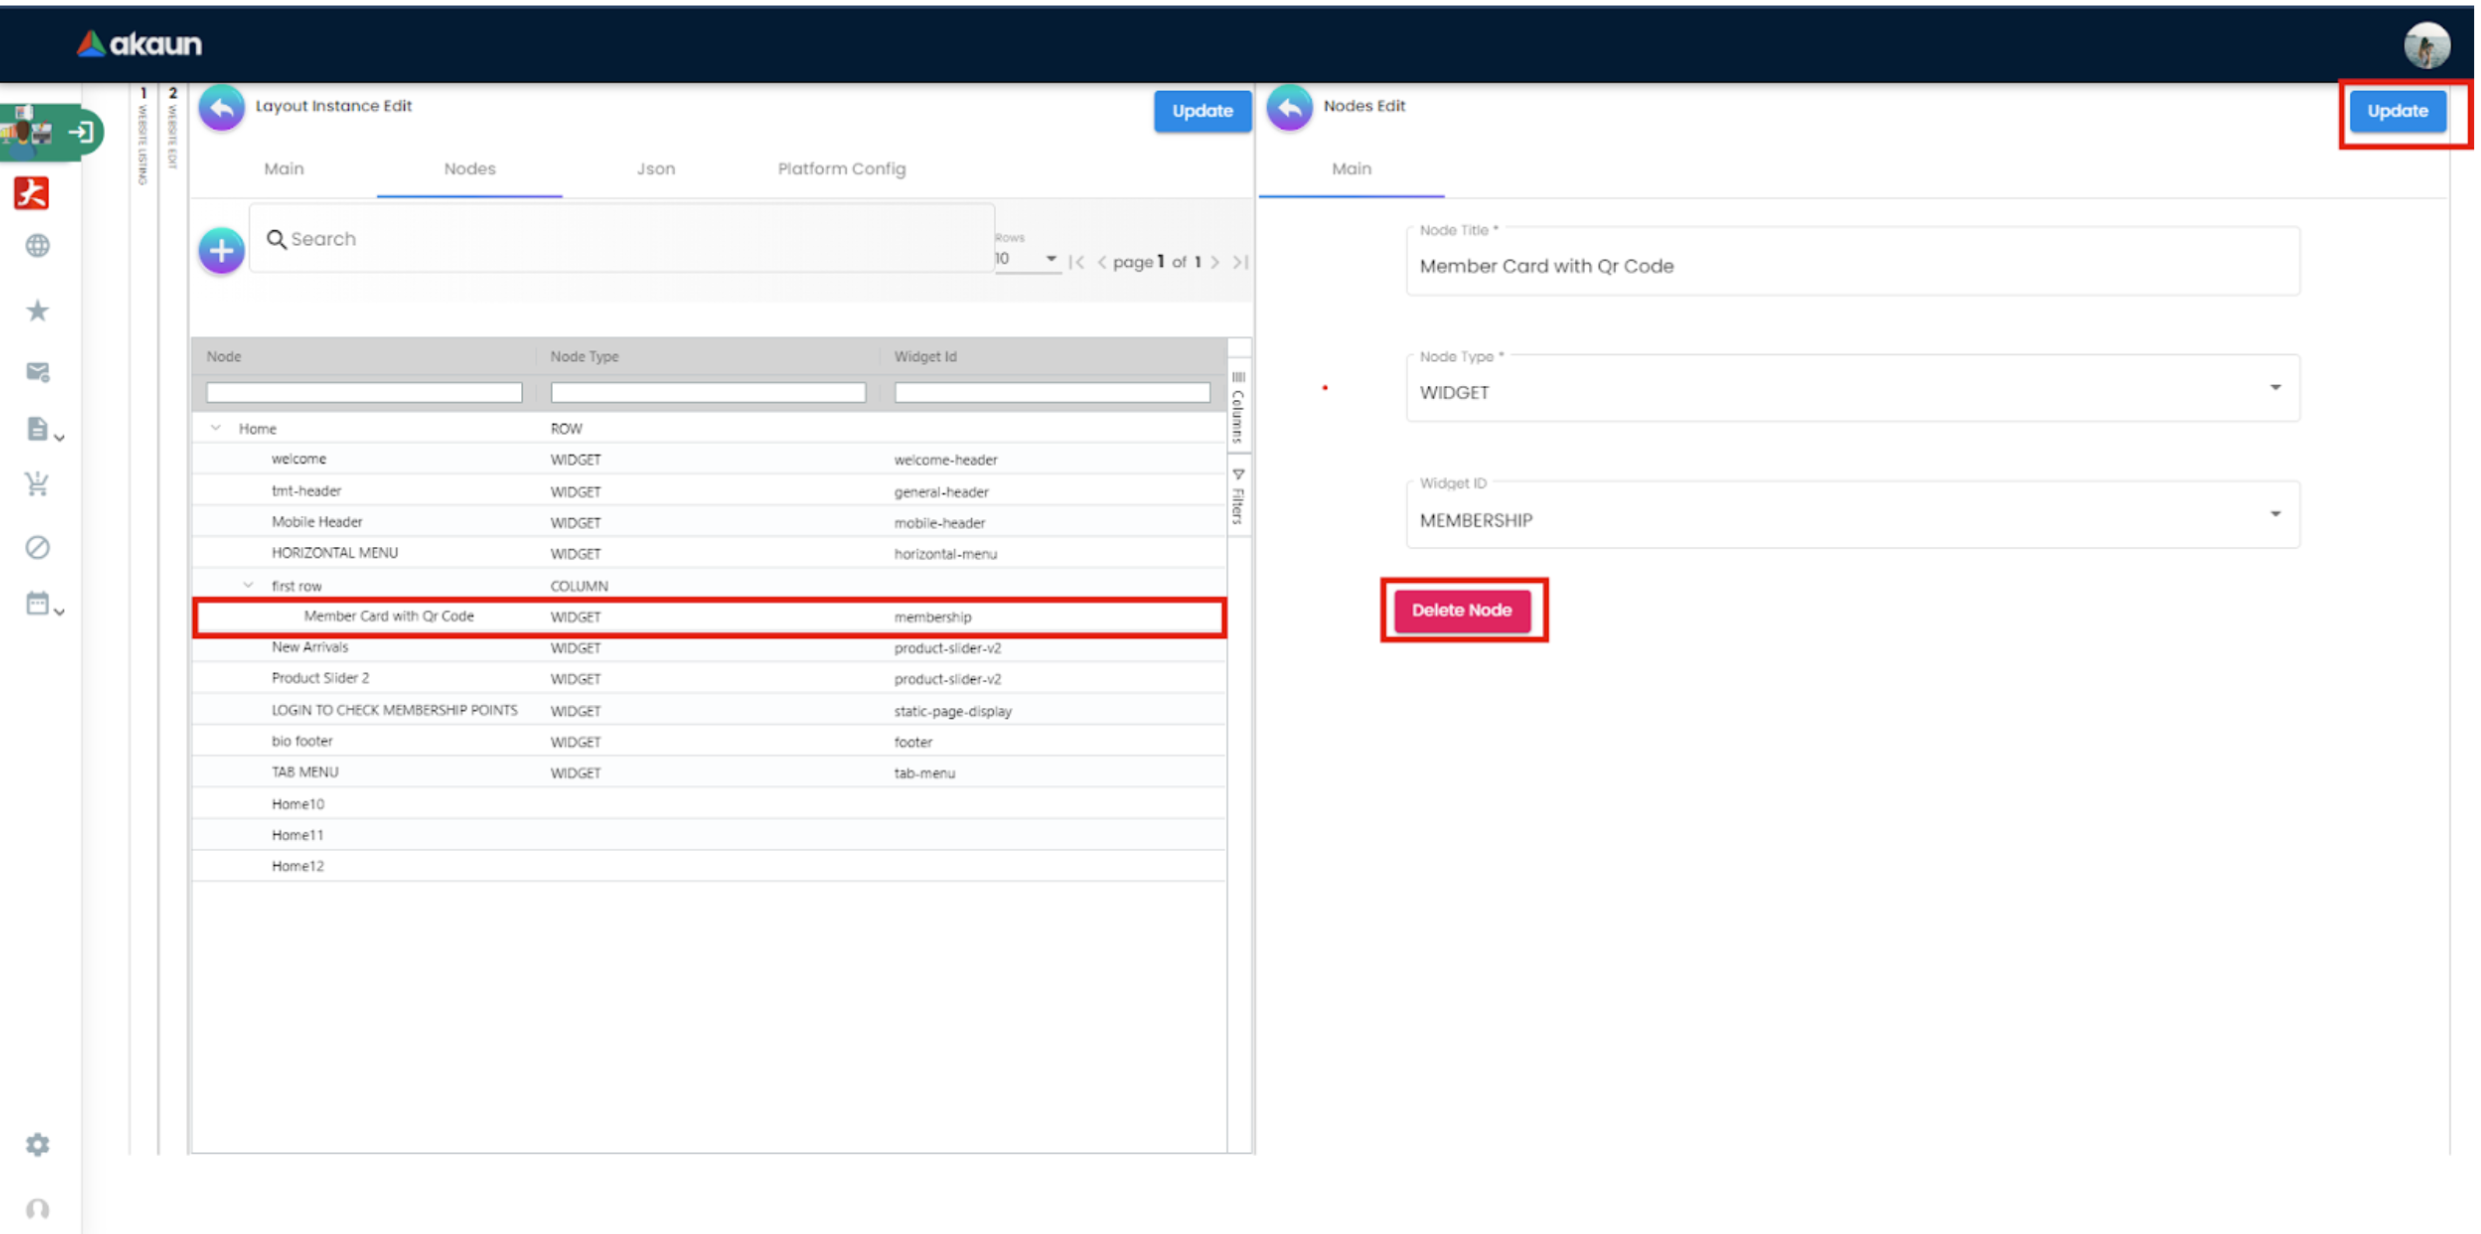 akaun
1 WEBSITE LISTING
2 WEBSITE EDIT
Layout Instance Edit
Update
Main
Nodes
Json
Platform Config
Search
Rows
10
page 1 of 1
Node
Node Type
Widget Id
Home ROW
welcome WIDGET welcome-header
tmt-header WIDGET general-header
Mobile Header WIDGET mobile-header
HORIZONTAL MENU WIDGET horizontal-menu
first row COLUMN
Member Card with Qr Code WIDGET membership
New Arrivals WIDGET product-slider-v2
Product Slider 2 WIDGET product-slider-v2
LOGIN TO CHECK MEMBERSHIP POINTS WIDGET static-page-display
bio footer WIDGET footer
TAB MENU WIDGET tab-menu
Home10
Home11
Home12
Columns
Filters
Nodes Edit
Update
Main
Node Title *
Member Card with Qr Code
Node Type *
WIDGET
Widget ID
MEMBERSHIP
Delete Node